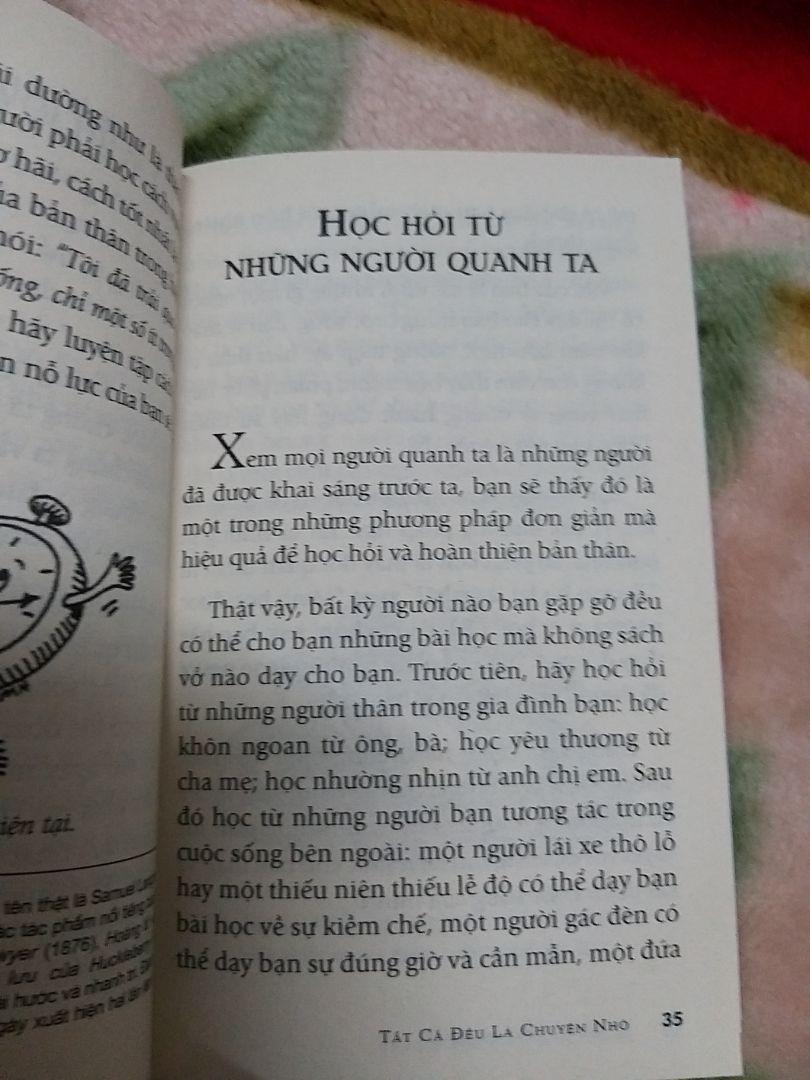 dường như là
phải học cách
hãi, cách tốt nhất
bản thân trong
nói: "Tôi đã trải
chỉ một số ít
hãy luyện tập
nỗ lực của bạn
iện tại.
tên thật là Samuel
tác phẩm nổi tiếng
(1876),
lưu của
hước và nhanh trí.
xuất hiện hai lần
HỌC HỎI TỪ
NHỮNG NGƯỜI QUANH TA
Xem mọi người quanh ta là những người
đã được khai sáng trước ta, bạn sẽ thấy đó là
một trong những phương pháp đơn giản mà
hiệu quả để học hỏi và hoàn thiện bản thân.
Thật vậy, bất kỳ người nào bạn gặp gỡ đều
có thể cho bạn những bài học mà không sách
vở nào dạy cho bạn. Trước tiên, hãy học hỏi
từ những người thân trong gia đình bạn: học
khôn ngoan từ ông, bà; học yêu thương từ
cha mẹ; học nhường nhịn từ anh chị em. Sau
đó học từ những người bạn tương tác trong
cuộc sống bên ngoài: một người lái xe thô lỗ
hay một thiếu niên thiếu lễ độ có thể dạy bạn
bài học về sự kiềm chế, một người gác đèn có
thể dạy bạn sự đúng giờ và cần mẫn, một đứa
TẤT CẢ ĐỀU LÀ CHUYỆN NHỎ 35